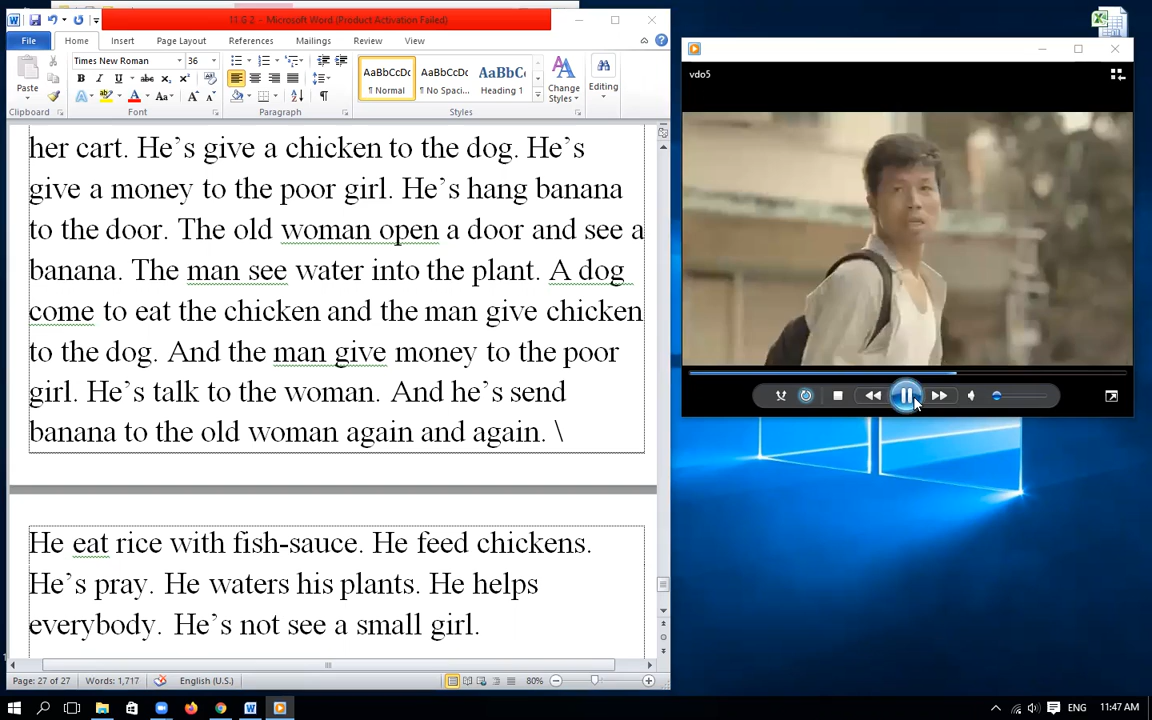 11 G 2 - Microsoft Word (Product Activation Failed)
File Home Insert Page Layout References Mailings Review View
Times New Roman 36
Paste
Clipboard Font Paragraph Styles
AaBbCcDc AaBbCcDc AaBbC
¶ Normal ¶ No Spaci... Heading 1
Change Styles
Editing
her cart. He’s give a chicken to the dog. He’s
give a money to the poor girl. He’s hang banana
to the door. The old woman open a door and see a
banana. The man see water into the plant. A dog
come to eat the chicken and the man give chicken
to the dog. And the man give money to the poor
girl. He’s talk to the woman. And he’s send
banana to the old woman again and again. \
He eat rice with fish-sauce. He feed chickens.
He’s pray. He waters his plants. He helps
everybody. He’s not see a small girl.
Page: 27 of 27 Words: 1,717 English (U.S.) 80%
vdo5
ENG 11:47 AM